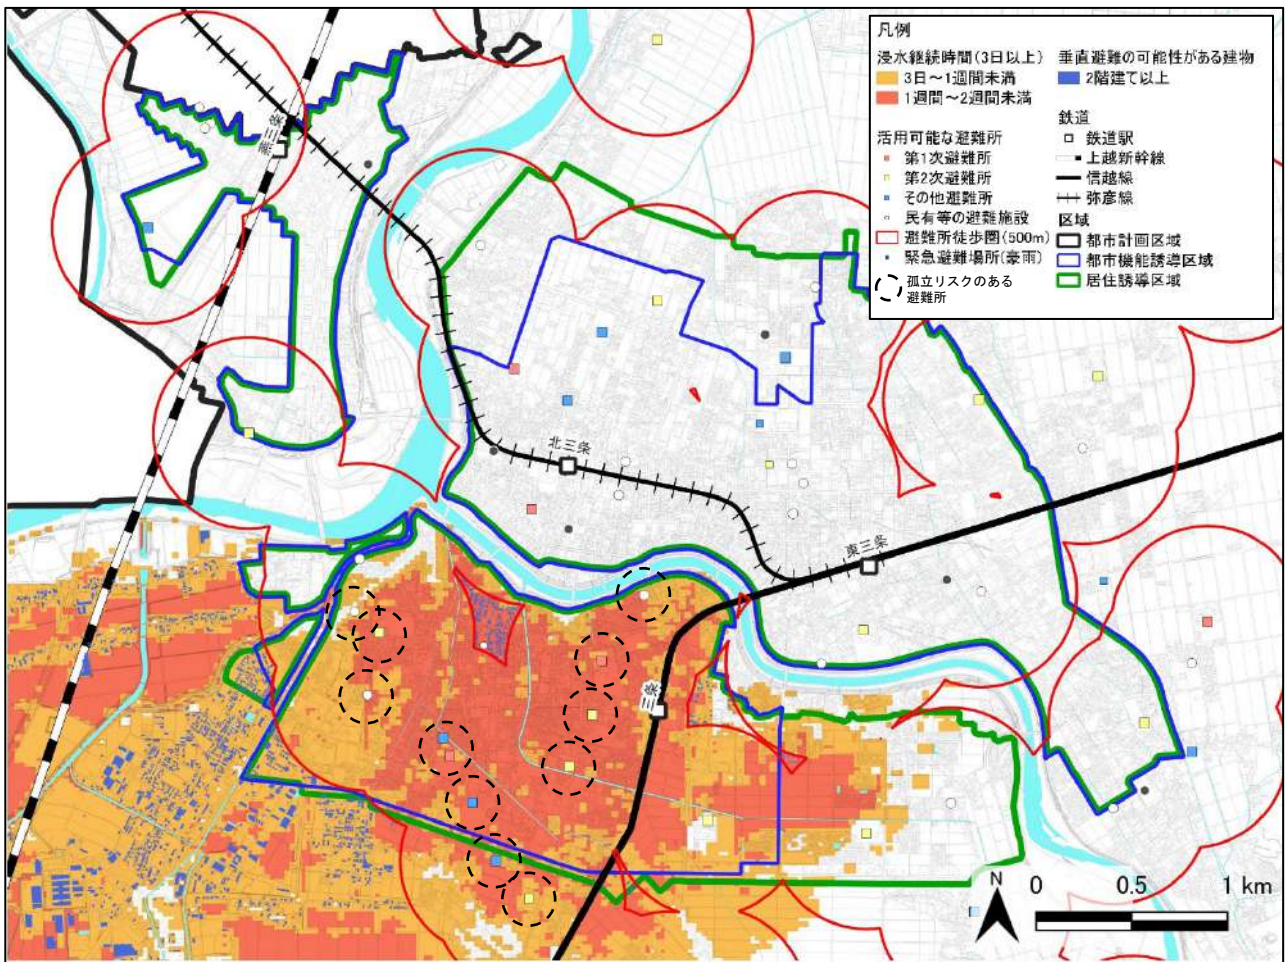 凡例
浸水継続時間(3日以上)
3日~1週間未満
1週間~2週間未満
活用可能な避難所
第1次避難所
第2次避難所
その他避難所
民有等の避難施設
避難所徒歩圏(500m)
緊急避難場所(豪雨)
孤立リスクのある
避難所
垂直避難の可能性がある建物
2階建て以上
鉄道
鉄道駅
上越新幹線
信越線
弥彦線
区域
都市計画区域
都市機能誘導区域
居住誘導区域
燕三条
北三条
東三条
三条
N
0 0.5 1 km